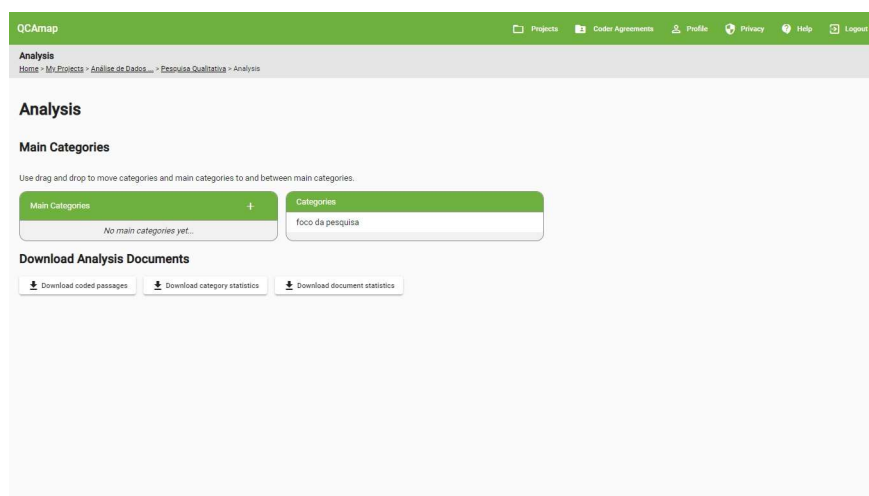 QCAmap
Projects
Coder Agreements
Profile
Privacy
Help
Logout
Analysis
Home > My Projects > Análise de Dados ... > Pesquisa Qualitativa > Analysis
Analysis
Main Categories
Use drag and drop to move categories and main categories to and between main categories.
Main Categories +
No main categories yet...
Categories
foco da pesquisa
Download Analysis Documents
Download coded passages
Download category statistics
Download document statistics